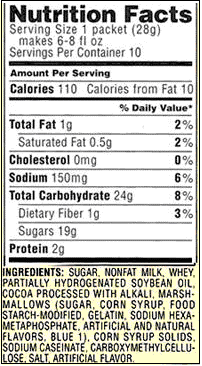 Nutrition Facts
Serving Size 1 packet (28g)
makes 6-8 fl oz
Servings Per Container 10
Amount Per Serving
Calories 110 Calories from Fat 10
% Daily Value*
Total Fat 1g 2%
Saturated Fat 0.5g 2%
Cholesterol 0mg 0%
Sodium 150mg 6%
Total Carbohydrate 24g 8%
Dietary Fiber 1g 3%
Sugars 19g
Protein 2g
INGREDIENTS: SUGAR, NONFAT MILK, WHEY,
PARTIALLY HYDROGENATED SOYBEAN OIL,
COCOA PROCESSED WITH ALKALI, MARSH-
MALLOWS (SUGAR, CORN SYRUP, FOOD
STARCH-MODIFIED, GELATIN, SODIUM HEXA-
METAPHOSPHATE, ARTIFICIAL AND NATURAL
FLAVORS, BLUE 1), CORN SYRUP SOLIDS,
SODIUM CASEINATE, CARBOXYMETHYLCELLU-
LOSE, SALT, ARTIFICIAL FLAVOR.